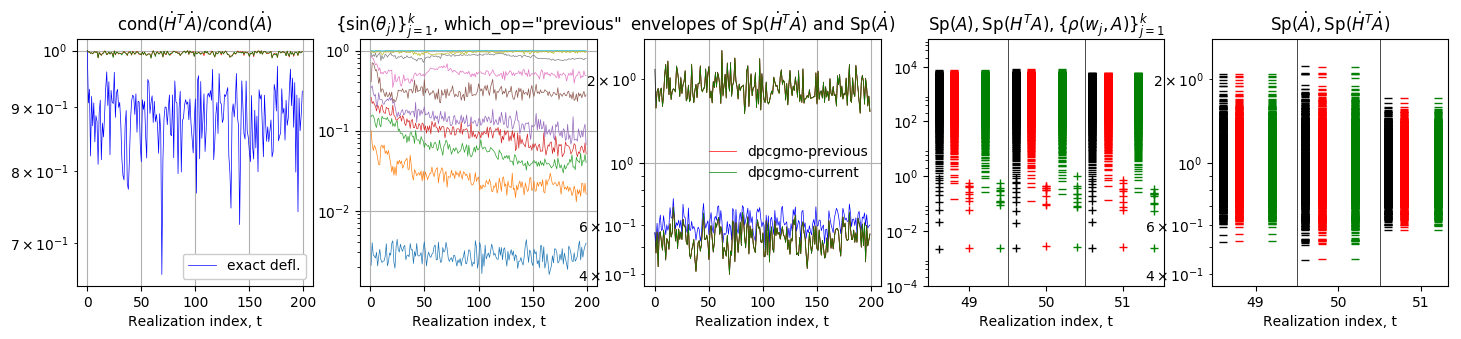 cond(Ḣ^T Ȧ)/cond(Ȧ)
10^0
9 × 10^−1
8 × 10^−1
7 × 10^−1
exact defl.
0 50 100 150 200
Realization index, t
{sin(θ_j)}_{j=1}^k, which_op="previous"
10^0
10^−1
10^−2
0 50 100 150 200
Realization index, t
envelopes of Sp(Ḣ^T Ȧ) and Sp(Ȧ)
2 × 10^0
10^0
6 × 10^−1
4 × 10^−1
dpcgmo-previous
dpcgmo-current
0 50 100 150 200
Realization index, t
Sp(A), Sp(H^T A), {ρ(w_j, A)}_{j=1}^k
10^4
10^2
10^0
10^−2
10^−4
49 50 51
Realization index, t
Sp(Ȧ), Sp(Ḣ^T Ȧ)
2 × 10^0
10^0
6 × 10^−1
4 × 10^−1
49 50 51
Realization index, t